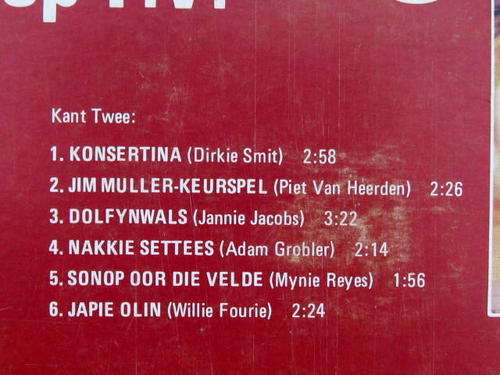 Kant Twee:
1. KONSERTINA (Dirkie Smit) 2:58
2. JIM MULLER-KEURSPEL (Piet Van Heerden) 2:26
3. DOLFYNWALS (Jannie Jacobs) 3:22
4. NAKKIE SETTEES (Adam Grobler) 2:14
5. SONOP OOR DIE VELDE (Mynie Reyes) 1:56
6. JAPIE OLIN (Willie Fourie) 2:24